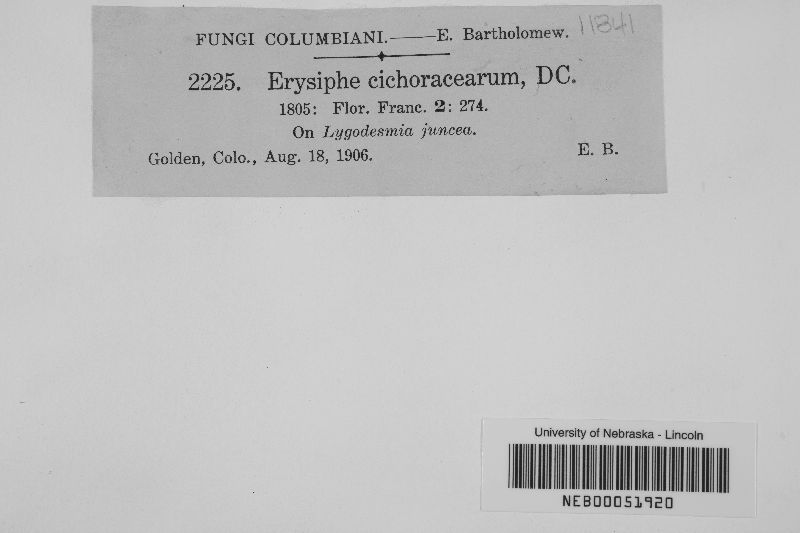 11841
FUNGI COLUMBIANI.——E. Bartholomew.
2225. Erysiphe cichoracearum, DC.
1805: Flor. Franc. 2: 274.
On Lygodesmia juncea.
Golden, Colo., Aug. 18, 1906. E. B.
University of Nebraska - Lincoln
NEB00051920